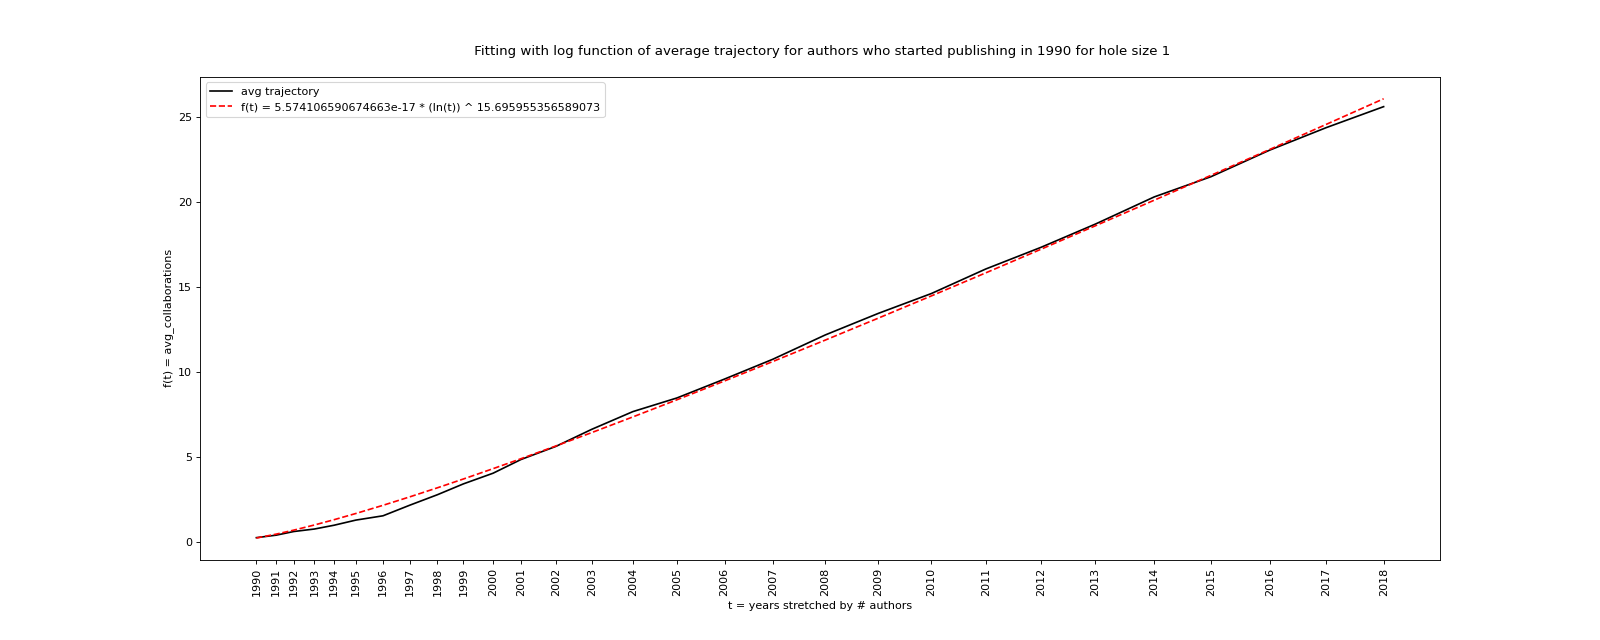 Fitting with log function of average trajectory for authors who started publishing in 1990 for hole size 1
avg trajectory
f(t) = 5.574106590674663e-17 * (ln(t)) ^ 15.695955356589073
25
20
15
10
5
0
f(t) = avg_collaborations
1990 1991 1992 1993 1994 1995 1996 1997 1998 1999 2000 2001 2002 2003 2004 2005 2006 2007 2008 2009 2010 2011 2012 2013 2014 2015 2016 2017 2018
t = years stretched by # authors